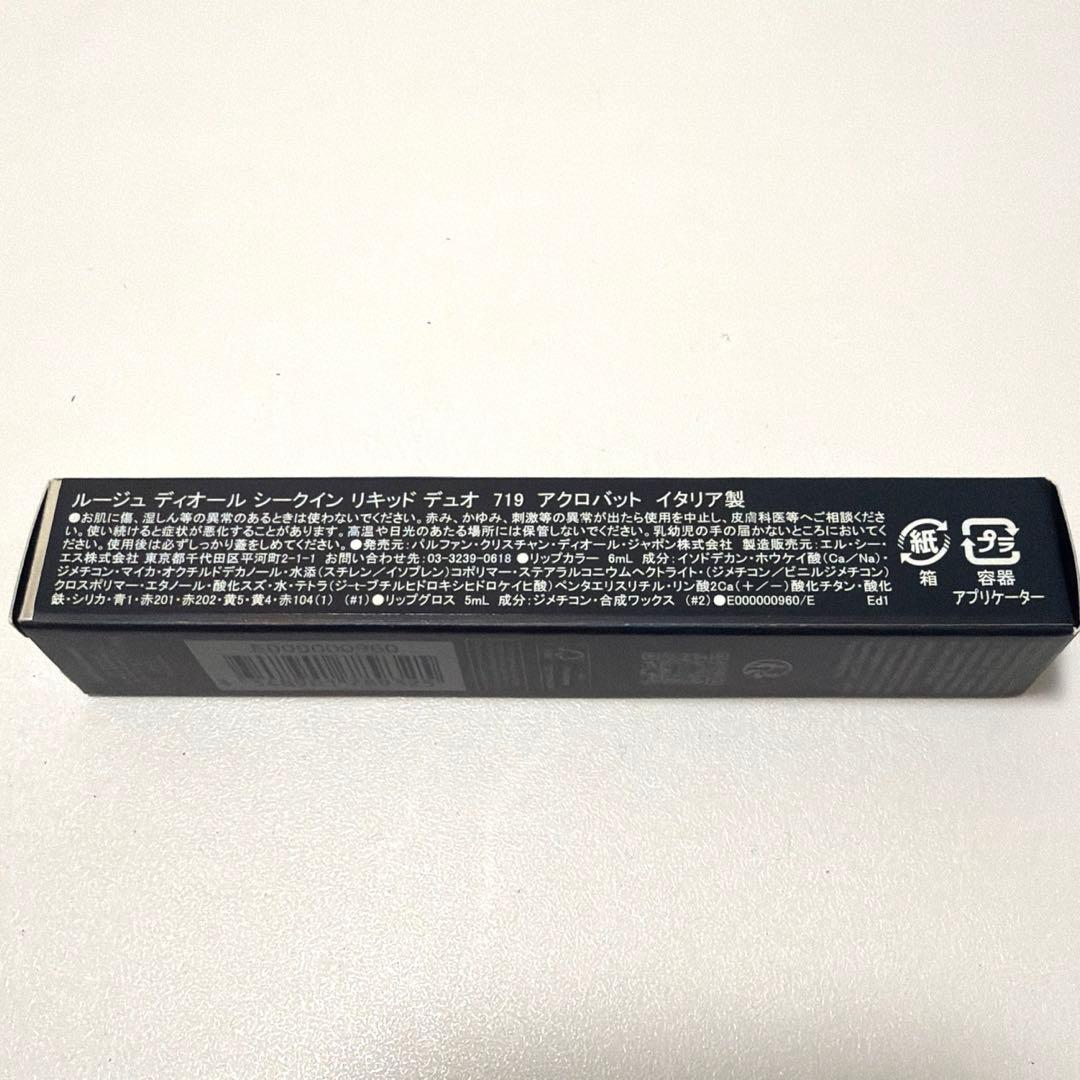 ルージュ ディオール シークイン リキッド デュオ 719 アクロバット イタリア製
●お肌に傷、湿しん等の異常のあるときは使わないでください。赤み、かゆみ、刺激等の異常が出たら使用を中止し、皮膚科医等へご相談くださ
い。使い続けると症状が悪化することがあります。高温や日光のあたる場所には保管しないでください。乳幼児の手の届かないところにおいてく
ださい。使用後は必ずしっかり蓋をしめてください。●発売元:パルファン・クリスチャン・ディオール・ジャポン株式会社 製造販売元:エル・シー・
エス株式会社 東京都千代田区平河町2-1-1 お問い合わせ先:03-3239-0618 ●リップカラー 6mL 成分:イソドデカン・ホウケイ酸(Ca/Na)・
ジメチコン・マイカ・オクチルドデカノール・水添(スチレン/イソプレン)コポリマー・ステアラルコニウムヘクトライト・(ジメチコン/ビニルジメチコン)
クロスポリマー・エタノール・酸化スズ・水・テトラ(ジ-t-ブチルヒドロキシヒドロケイヒ酸)ペンタエリスリチル・リン酸2Ca(+/-)酸化チタン・酸化
鉄・シリカ・青1・赤201・赤202・黄5・黄4・赤104(1) (#1)●リップグロス 5mL 成分:ジメチコン・合成ワックス (#2)●E000000960/E Ed1
紙
箱
プラ
容器
アプリケーター
E000000960